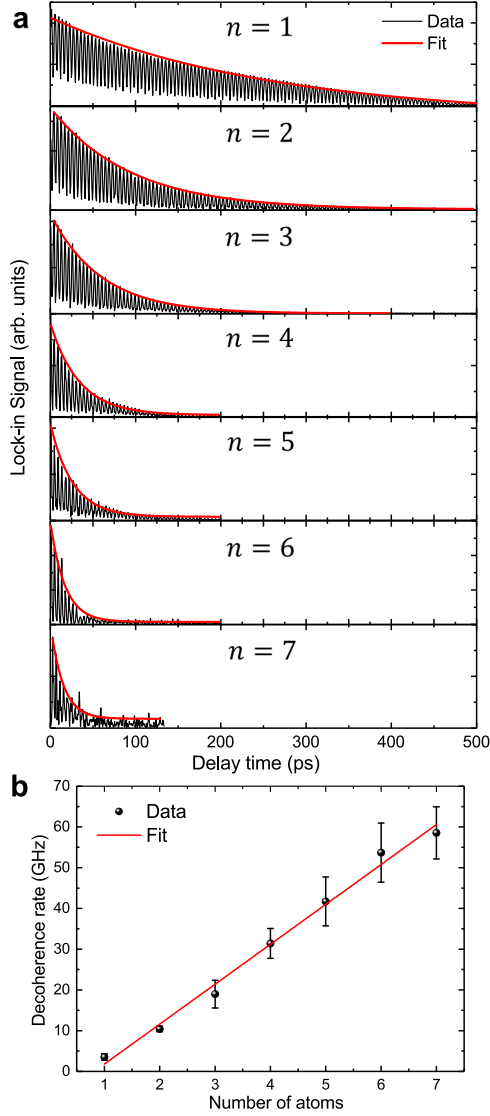 a
n = 1
Data
Fit
n = 2
n = 3
n = 4
n = 5
n = 6
n = 7
Lock-in Signal (arb. units)
0 100 200 300 400 500
Delay time (ps)
b
Data
Fit
70
60
50
40
30
20
10
0
Decoherence rate (GHz)
1 2 3 4 5 6 7
Number of atoms